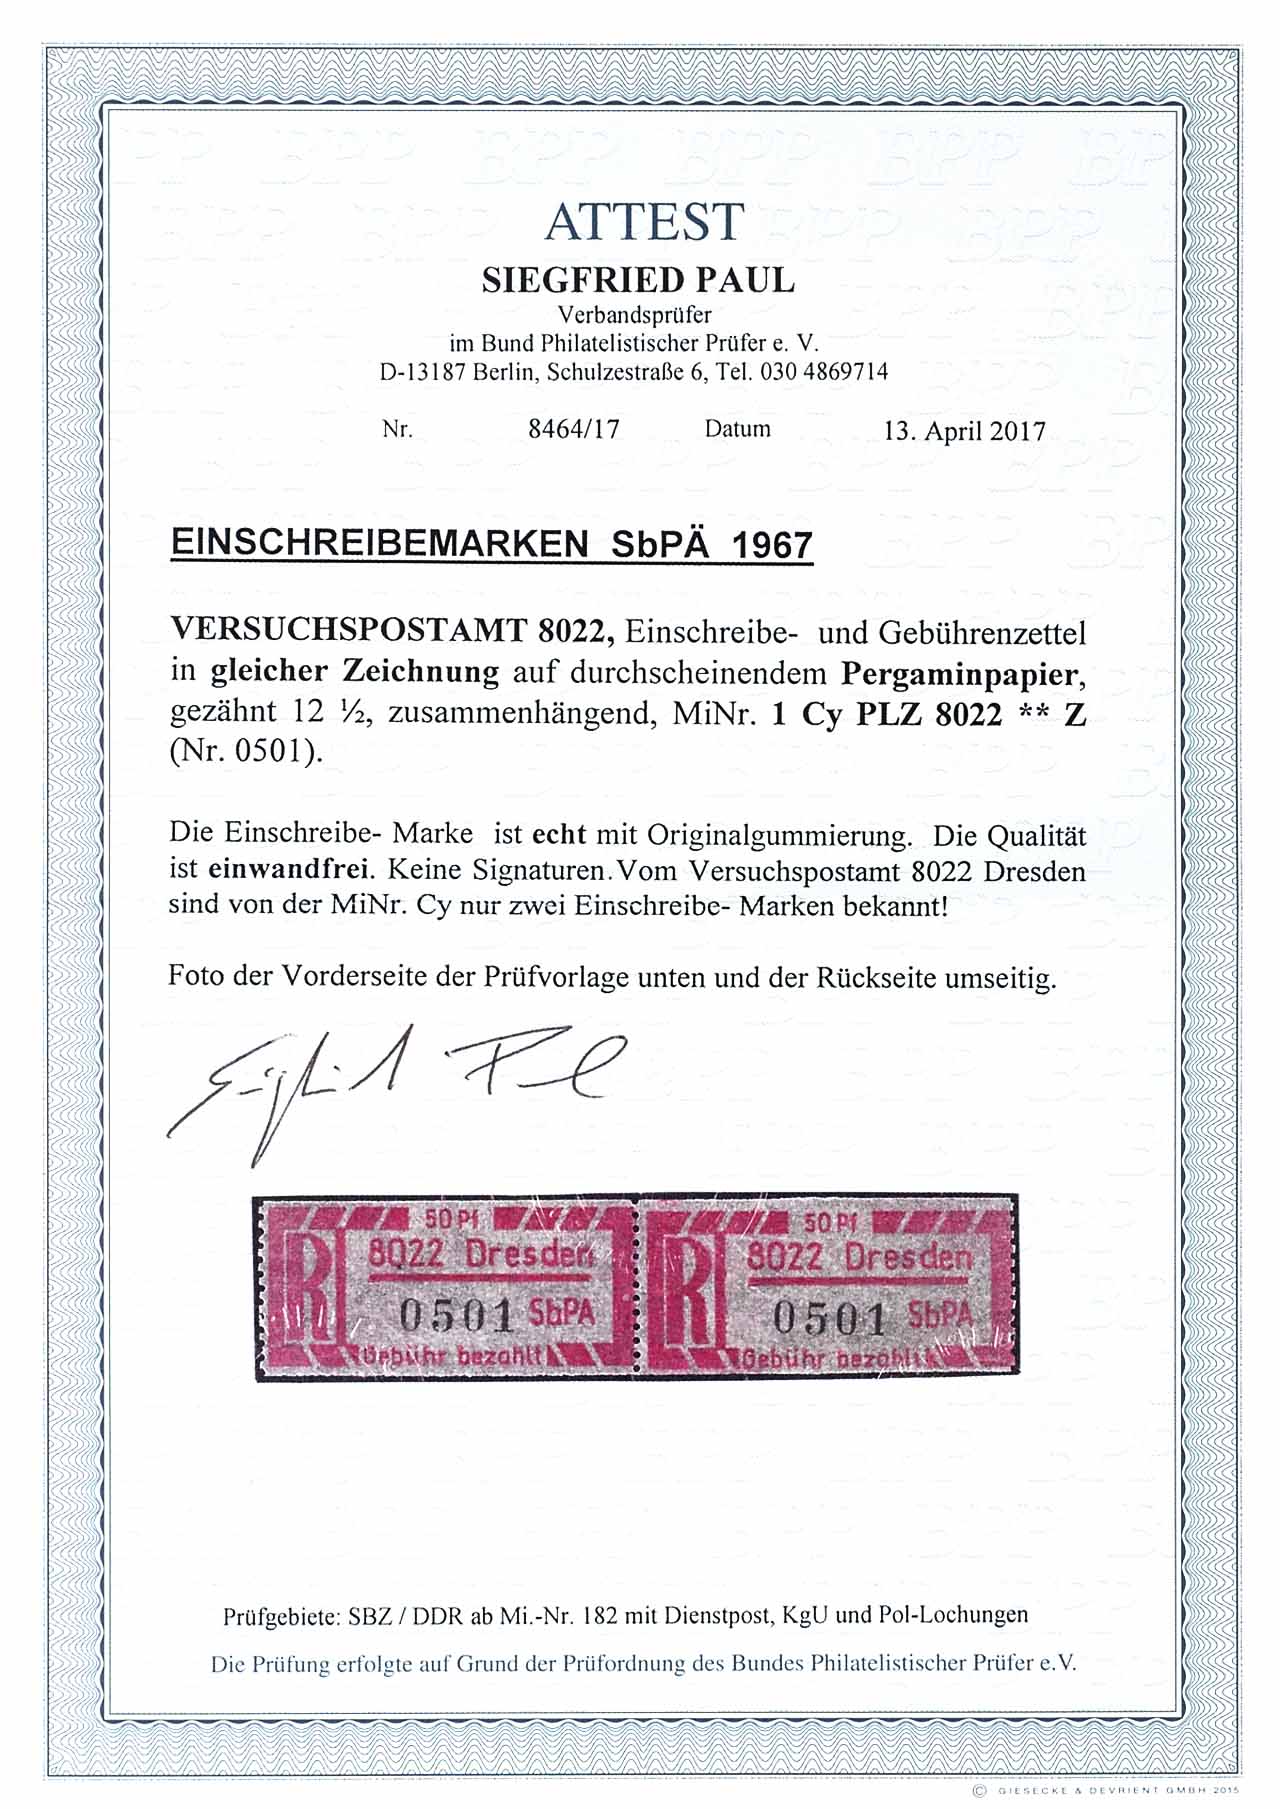 ATTEST
SIEGFRIED PAUL
Verbandsprüfer
im Bund Philatelistischer Prüfer e. V.
D-13187 Berlin, Schulzestraße 6, Tel. 030 4869714
Nr. 8464/17 Datum 13. April 2017
EINSCHREIBEMARKEN SbPÄ 1967
VERSUCHSPOSTAMT 8022, Einschreibe- und Gebührenzettel
in gleicher Zeichnung auf durchscheinendem Pergaminpapier,
gezähnt 12 ½, zusammenhängend, MiNr. 1 Cy PLZ 8022 ** Z
(Nr. 0501).
Die Einschreibe- Marke ist echt mit Originalgummierung. Die Qualität
ist einwandfrei. Keine Signaturen. Vom Versuchspostamt 8022 Dresden
sind von der MiNr. Cy nur zwei Einschreibe- Marken bekannt!
Foto der Vorderseite der Prüfvorlage unten und der Rückseite umseitig.
Siegfried Paul
50 Pf
R 8022 Dresden
0501 SbPA
Gebühr bezahlt
50 Pf
R 8022 Dresden
0501 SbPA
Gebühr bezahlt
Prüfgebiete: SBZ / DDR ab Mi.-Nr. 182 mit Dienstpost, KgU und Pol-Lochungen
Die Prüfung erfolgte auf Grund der Prüfordnung des Bundes Philatelistischer Prüfer e.V.
© GIESECKE & DEVRIENT GMBH 2015